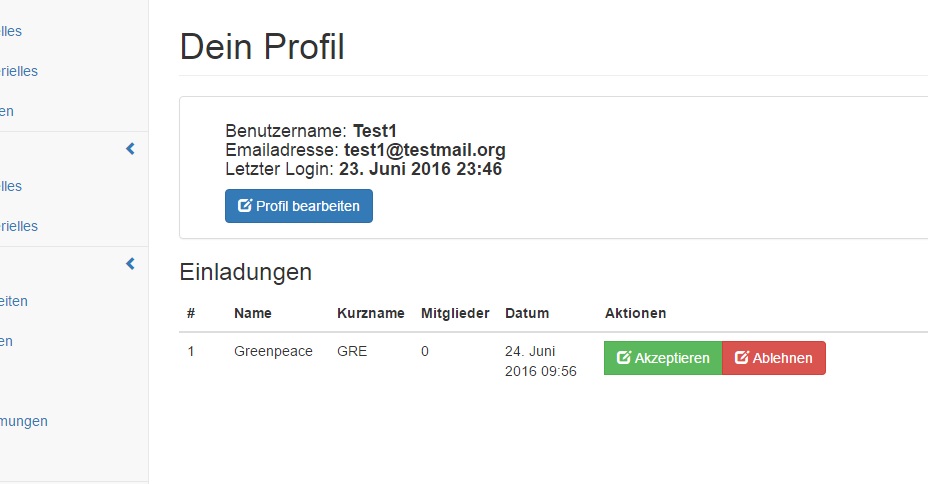 lles
rielles
en
lles
rielles
eiten
en
mungen
Dein Profil
Benutzername: Test1
Emailadresse: test1@testmail.org
Letzter Login: 23. Juni 2016 23:46
Profil bearbeiten
Einladungen
# Name Kurzname Mitglieder Datum Aktionen
1 Greenpeace GRE 0 24. Juni Akzeptieren Ablehnen
2016 09:56